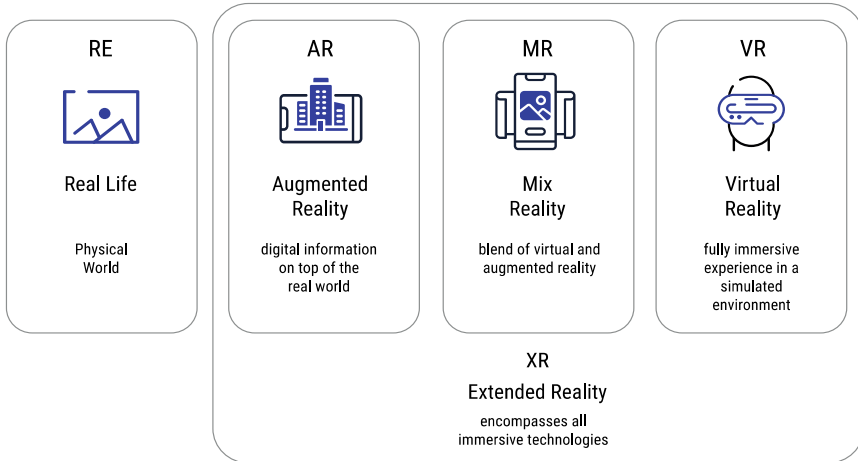 RE
Real Life
Physical
World
AR
Augmented
Reality
digital information
on top of the
real world
MR
Mix
Reality
blend of virtual and
augmented reality
VR
Virtual
Reality
fully immersive
experience in a
simulated
environment
XR
Extended Reality
encompasses all
immersive technologies